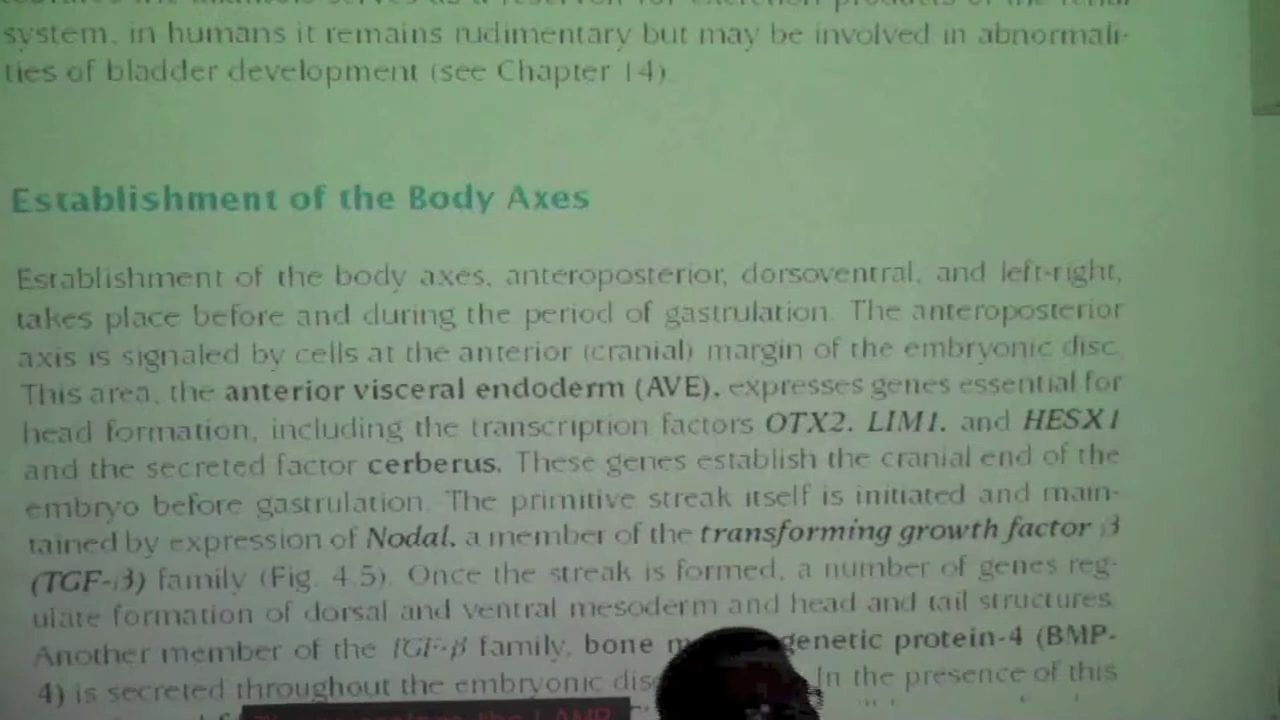 system, in humans it remains rudimentary but may be involved in abnormali-
ties of bladder development (see Chapter 14)
Establishment of the Body Axes
Establishment of the body axes, anteroposterior, dorsoventral, and left-right,
takes place before and during the period of gastrulation. The anteroposterior
axis is signaled by cells at the anterior (cranial) margin of the embryonic disc.
This area, the anterior visceral endoderm (AVE), expresses genes essential for
head formation, including the transcription factors OTX2, LIM1, and HESX1
and the secreted factor cerberus. These genes establish the cranial end of the
embryo before gastrulation. The primitive streak itself is initiated and main-
tained by expression of Nodal, a member of the transforming growth factor β
(TGF-β) family (Fig. 4.5). Once the streak is formed, a number of genes reg-
ulate formation of dorsal and ventral mesoderm and head and tail structures.
Another member of the TGF-β family, bone genetic protein-4 (BMP-
4) is secreted throughout the embryonic In the presence of this